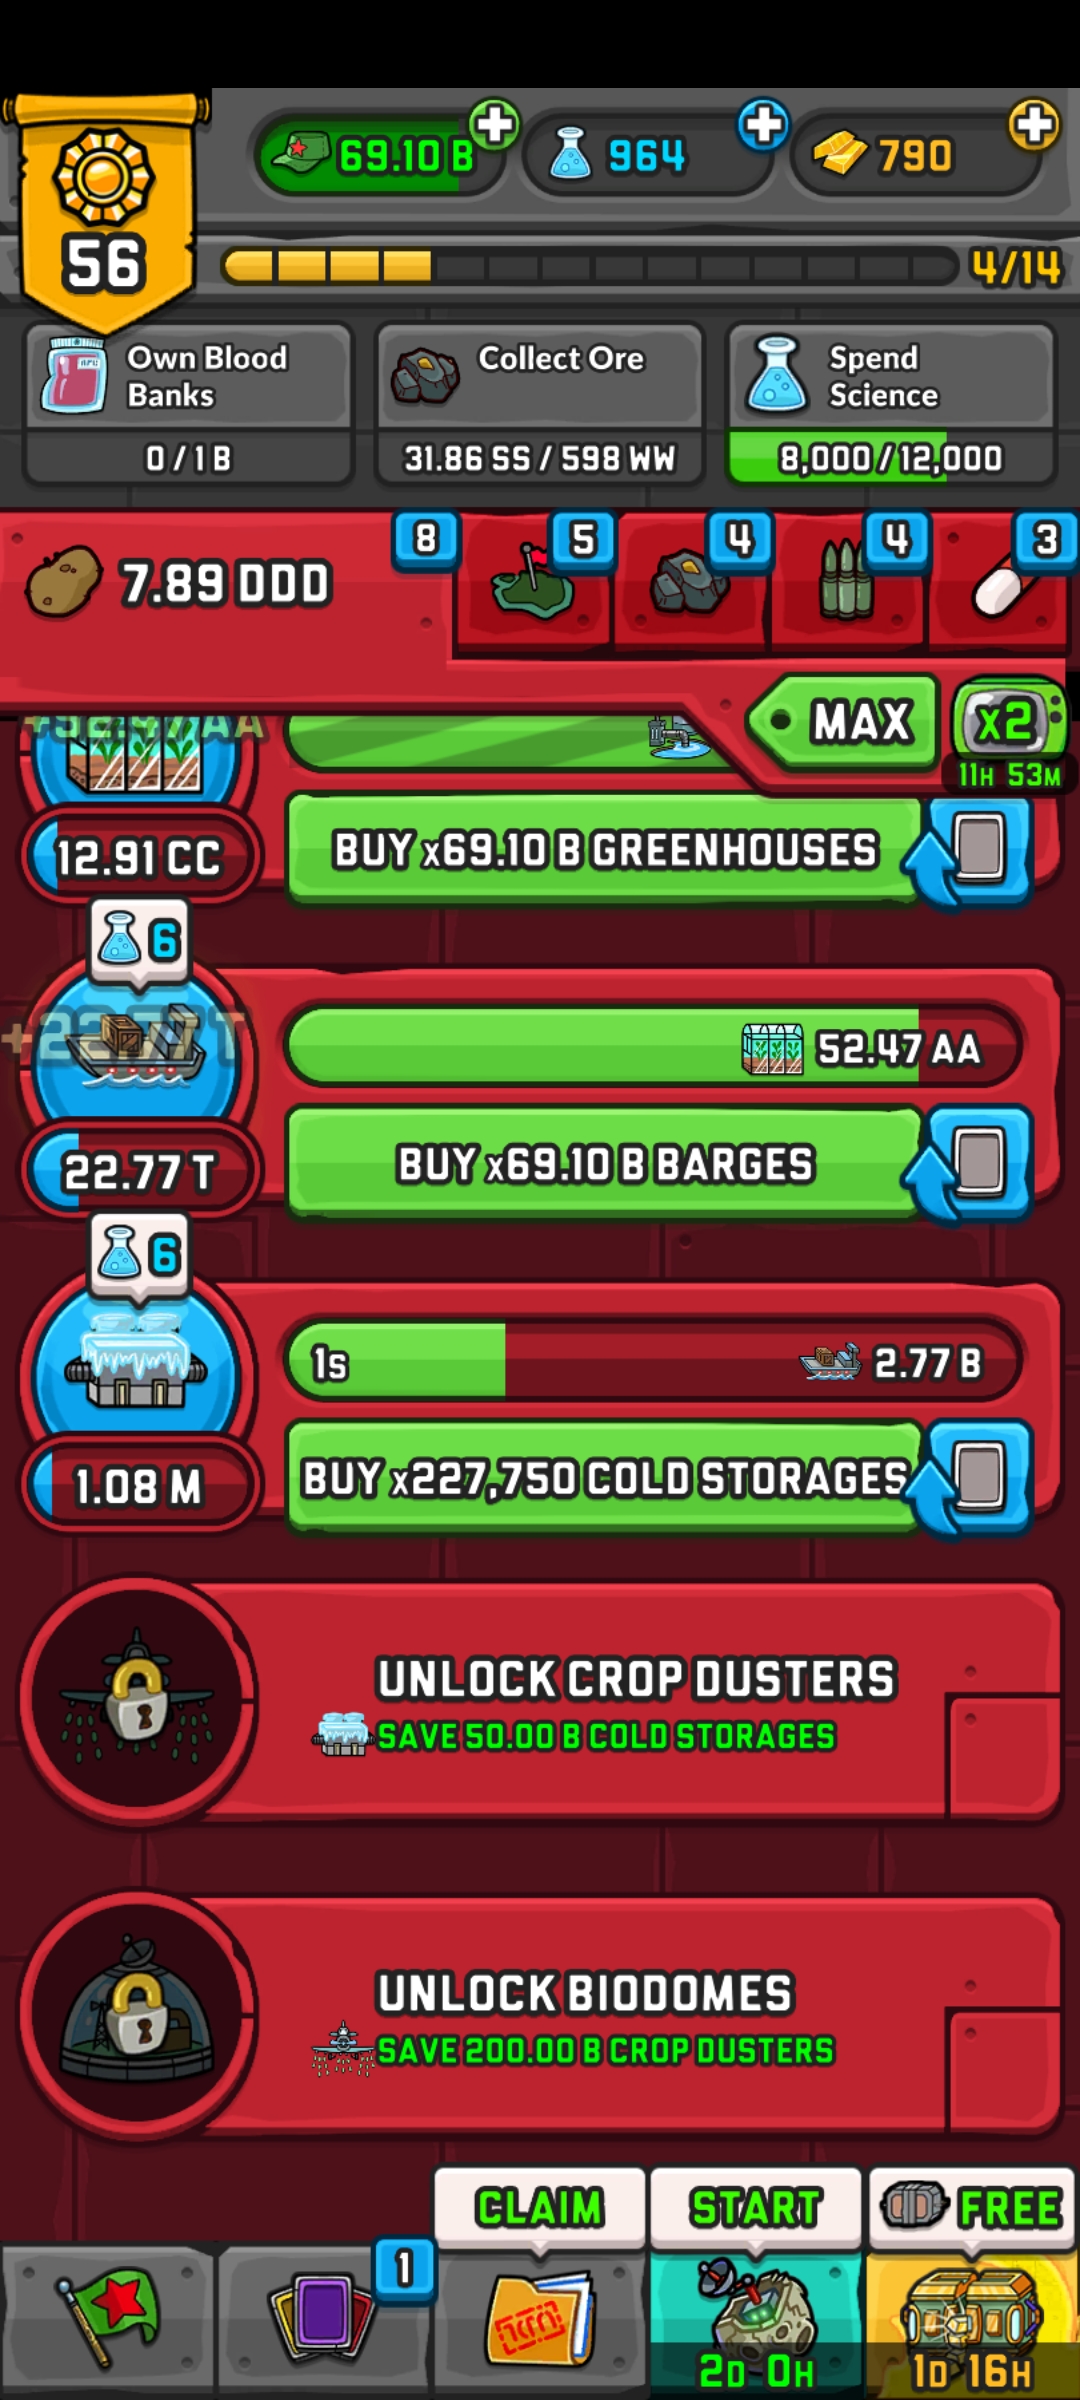 69.10 B
964
790
56
4/14
Own Blood
Banks
0 / 1 B
Collect Ore
31.86 SS / 598 WW
Spend
Science
8,000 / 12,000
7.89 DDD
8
5
4
4
3
MAX
x2
11H 53M
12.91 CC
BUY x69.10 B GREENHOUSES
6
52.47 AA
22.77 T
BUY x69.10 B BARGES
6
1s
2.77 B
1.08 M
BUY x227,750 COLD STORAGES
UNLOCK CROP DUSTERS
SAVE 50.00 B COLD STORAGES
UNLOCK BIODOMES
SAVE 200.00 B CROP DUSTERS
CLAIM
START
FREE
1
2D 0H
1D 16H